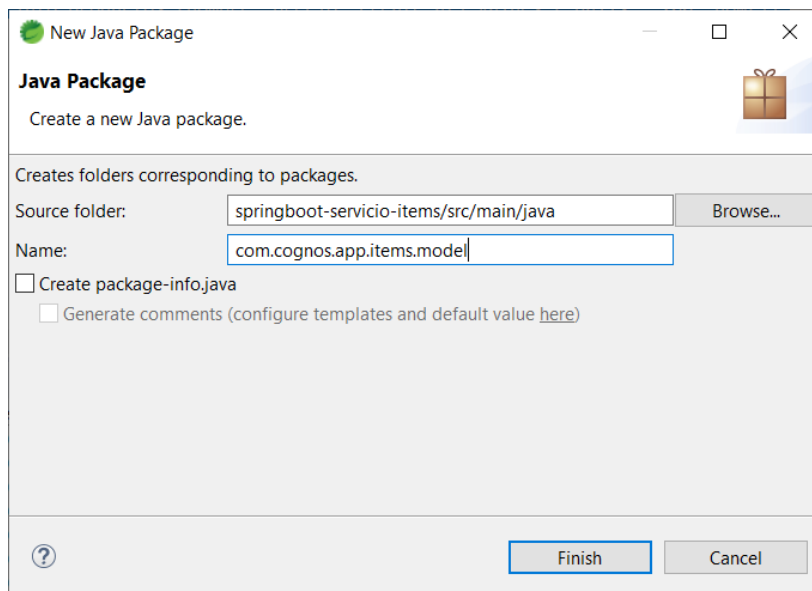 New Java Package
Java Package
Create a new Java package.
Creates folders corresponding to packages.
Source folder: springboot-servicio-items/src/main/java Browse...
Name: com.cognos.app.items.model
Create package-info.java
Generate comments (configure templates and default value here)
? Finish Cancel